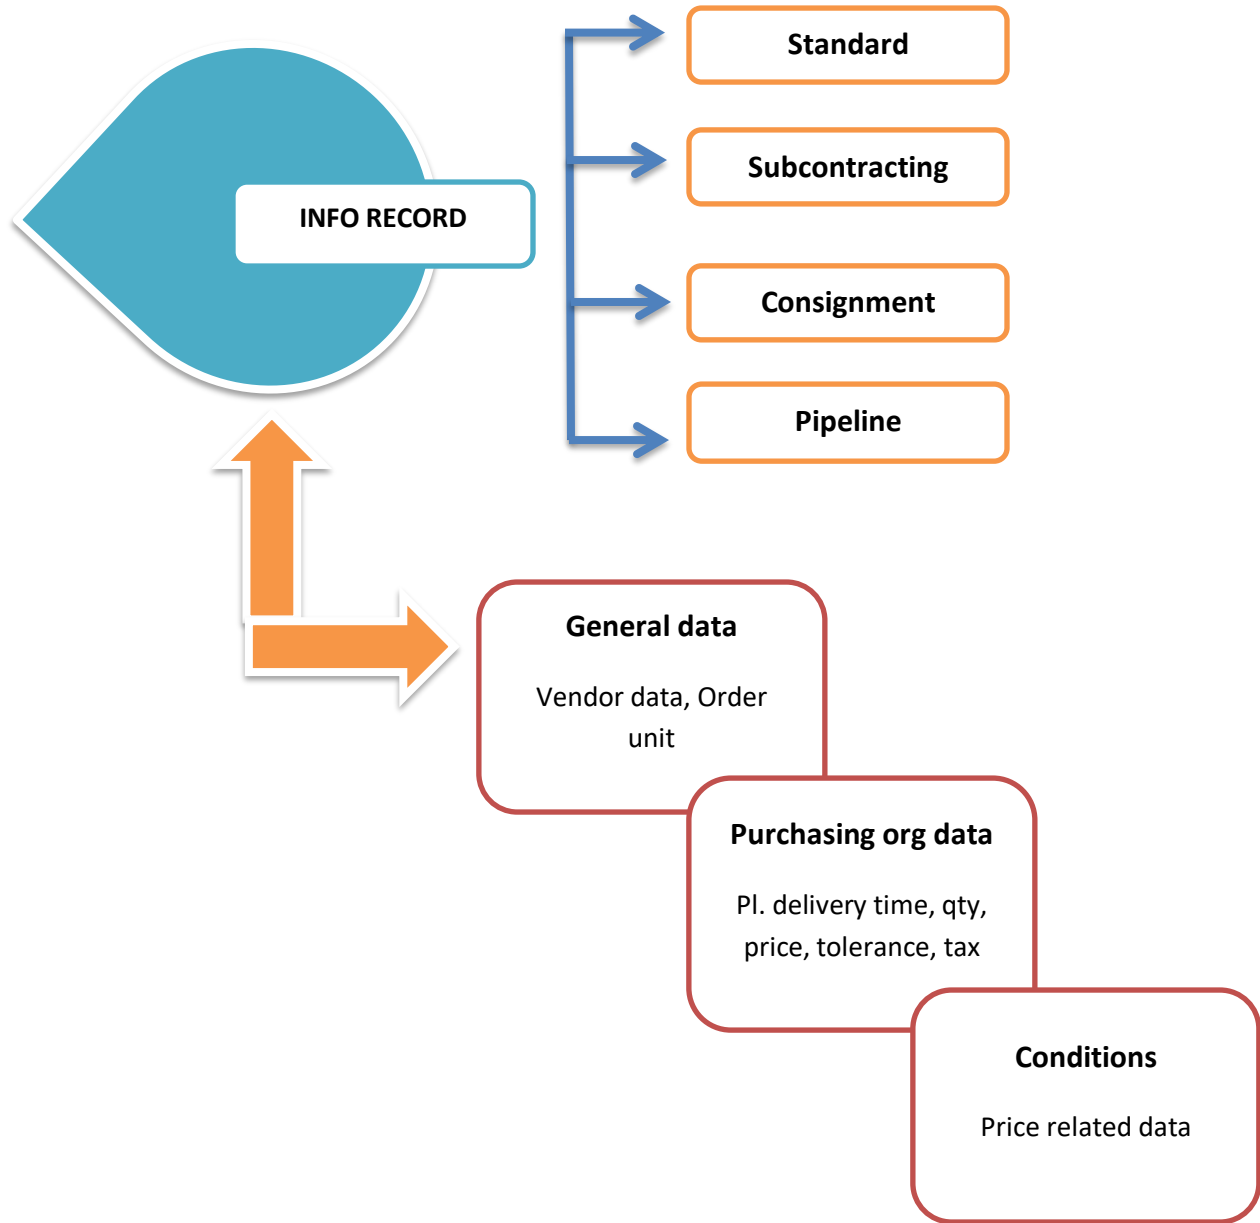 Standard
Subcontracting
INFO RECORD
Consignment
Pipeline
General data
Vendor data, Order
unit
Purchasing org data
Pl. delivery time, qty,
price, tolerance, tax
Conditions
Price related data